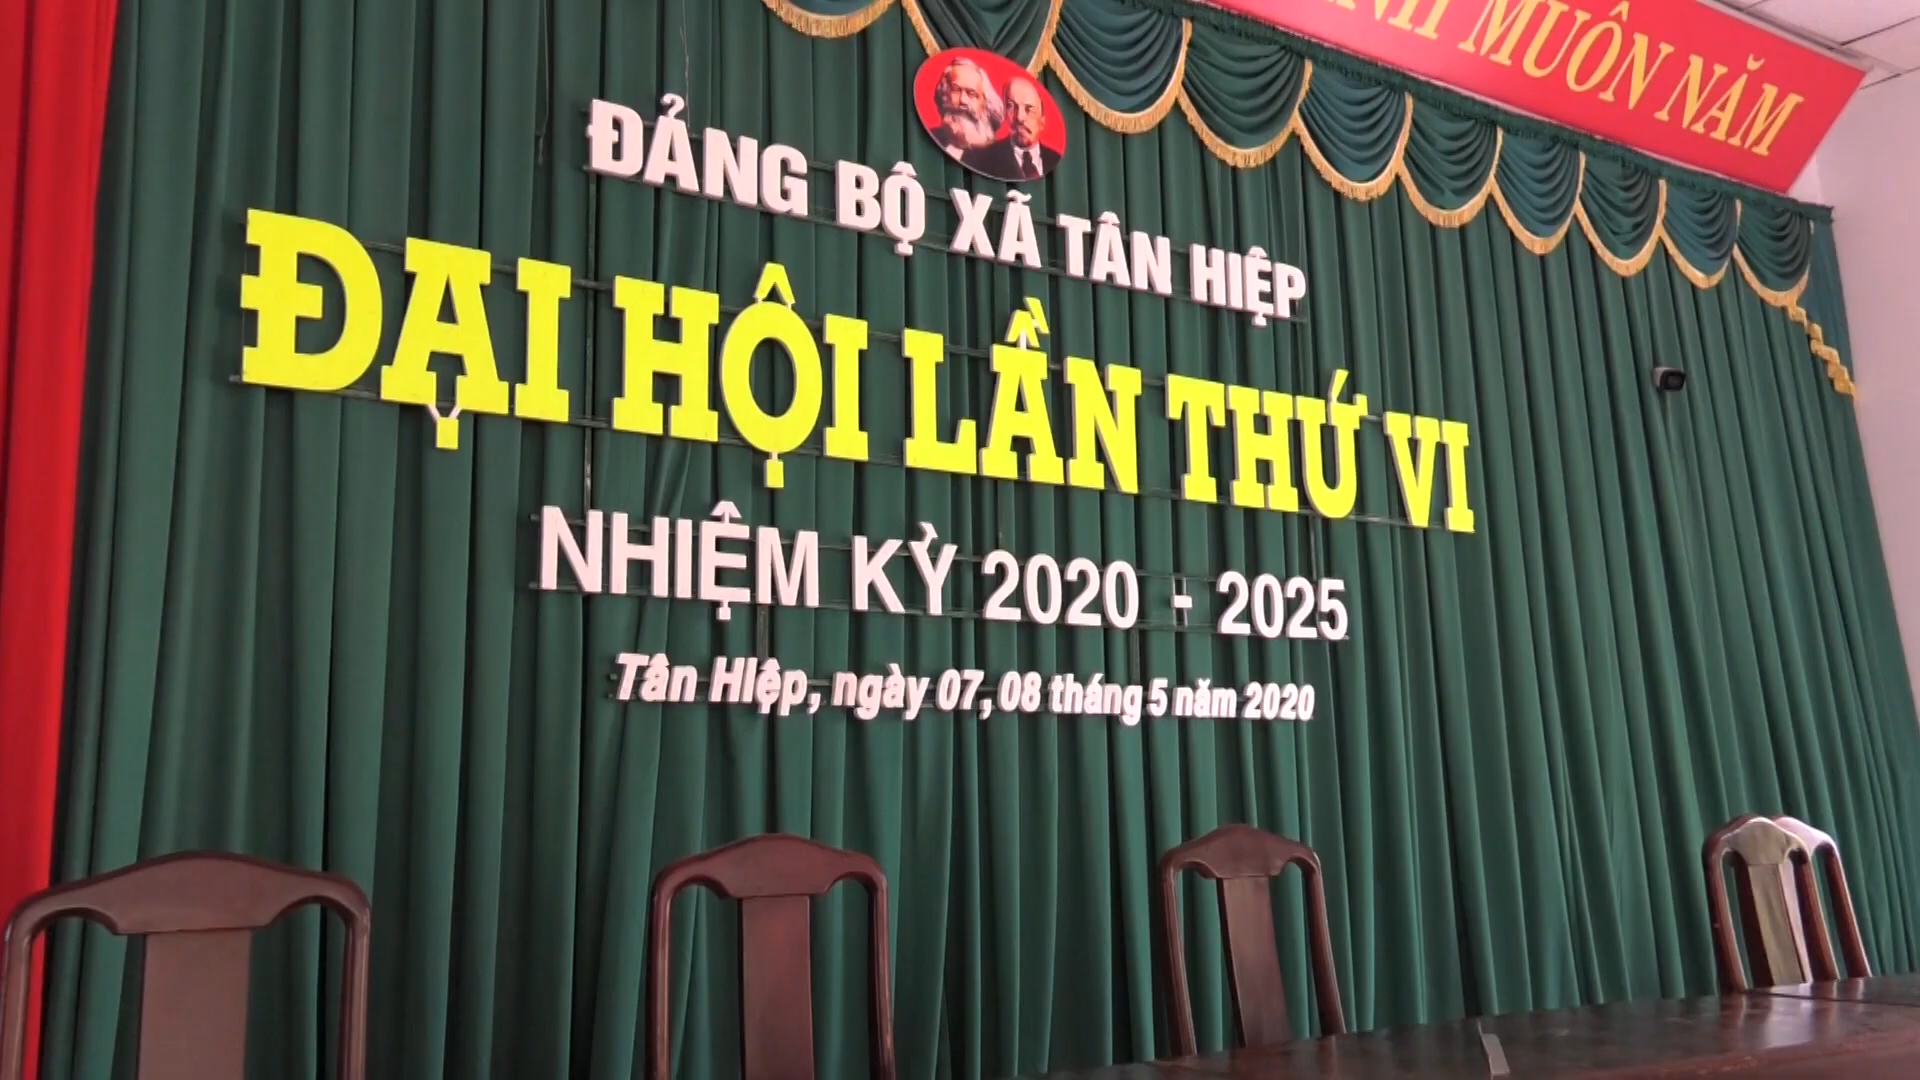 MUÔN NĂM
ĐẢNG BỘ XÃ TÂN HIỆP
ĐẠI HỘI LẦN THỨ VI
NHIỆM KỲ 2020 - 2025
Tân Hiệp, ngày 07, 08 tháng 5 năm 2020